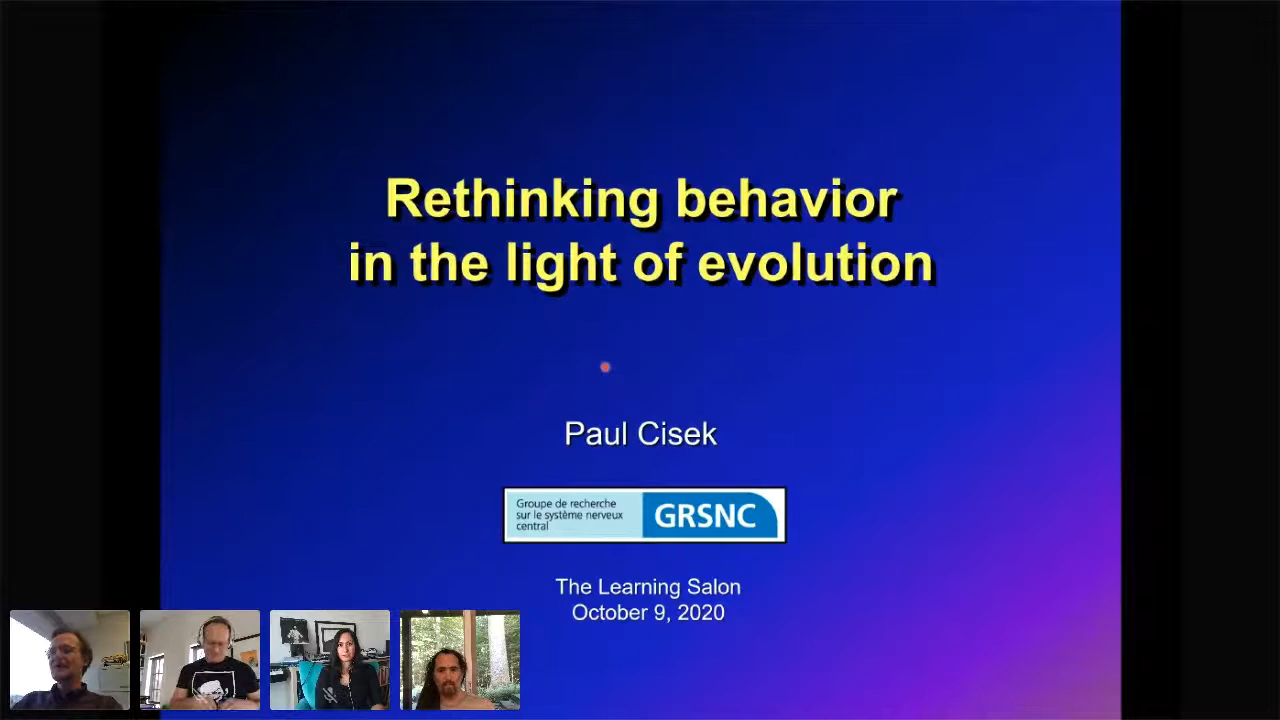 Rethinking behavior
in the light of evolution
Paul Cisek
Groupe de recherche
sur le système nerveux
central
GRSNC
The Learning Salon
October 9, 2020